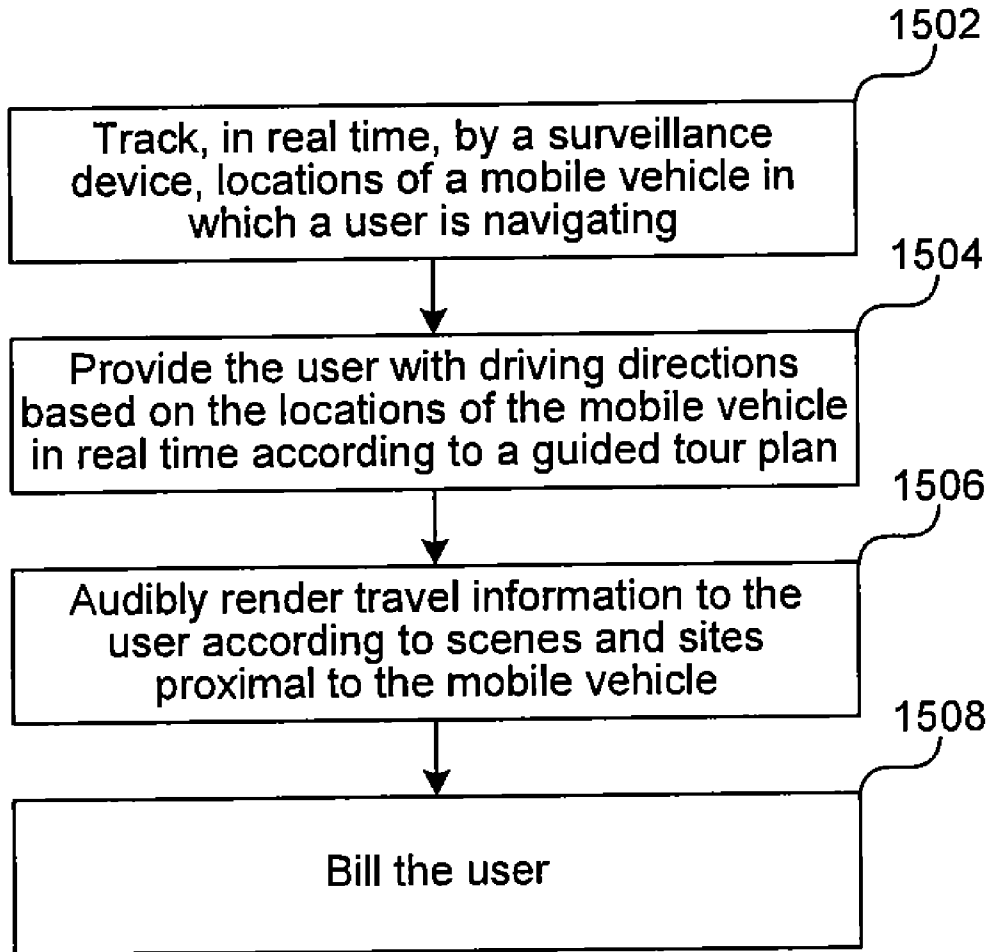 1502
Track, in real time, by a surveillance
device, locations of a mobile vehicle in
which a user is navigating
1504
Provide the user with driving directions
based on the locations of the mobile vehicle
in real time according to a guided tour plan
1506
Audibly render travel information to the
user according to scenes and sites
proximal to the mobile vehicle
1508
Bill the user